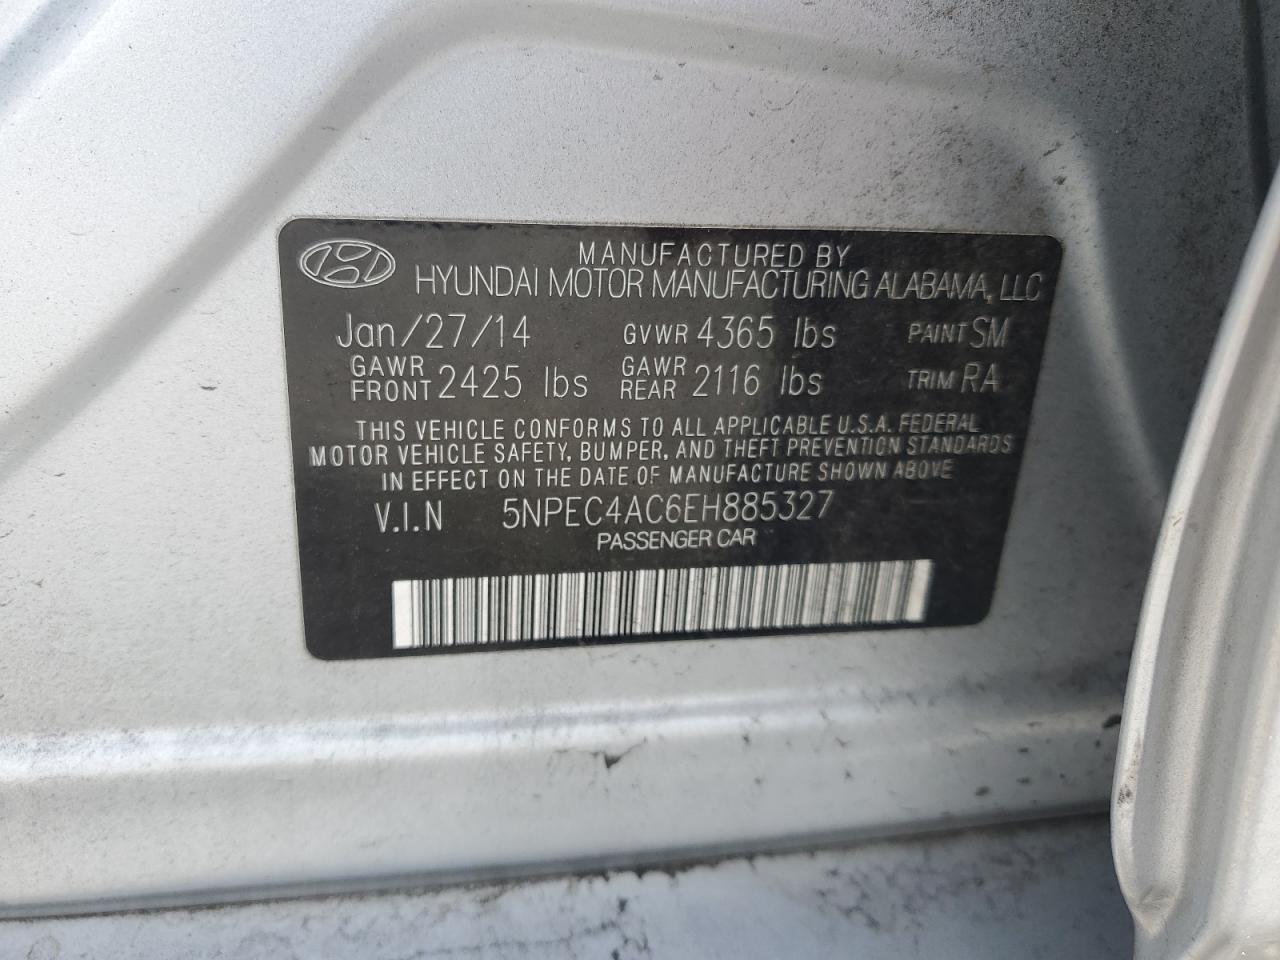 MANUFACTURED BY
HYUNDAI MOTOR MANUFACTURING ALABAMA, LLC
Jan/27/14 GVWR 4365 lbs PAINT SM
GAWR FRONT 2425 lbs GAWR REAR 2116 lbs TRIM RA
THIS VEHICLE CONFORMS TO ALL APPLICABLE U.S.A. FEDERAL
MOTOR VEHICLE SAFETY, BUMPER, AND THEFT PREVENTION STANDARDS
IN EFFECT ON THE DATE OF MANUFACTURE SHOWN ABOVE
V.I.N 5NPEC4AC6EH885327
PASSENGER CAR